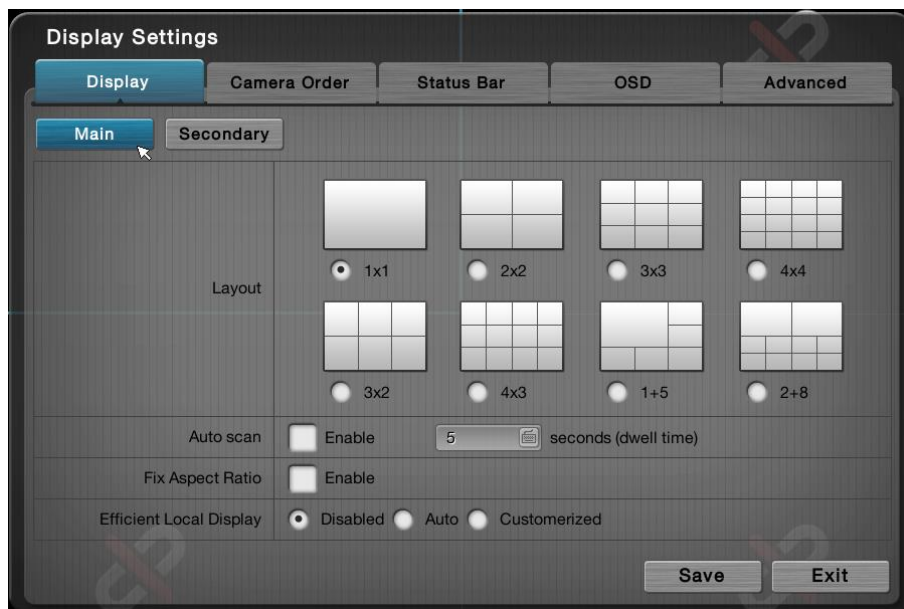 Display Settings
Display Camera Order Status Bar OSD Advanced
Main Secondary
Layout
1x1 2x2 3x3 4x4
3x2 4x3 1+5 2+8
Auto scan Enable 5 seconds (dwell time)
Fix Aspect Ratio Enable
Efficient Local Display Disabled Auto Customerized
Save Exit